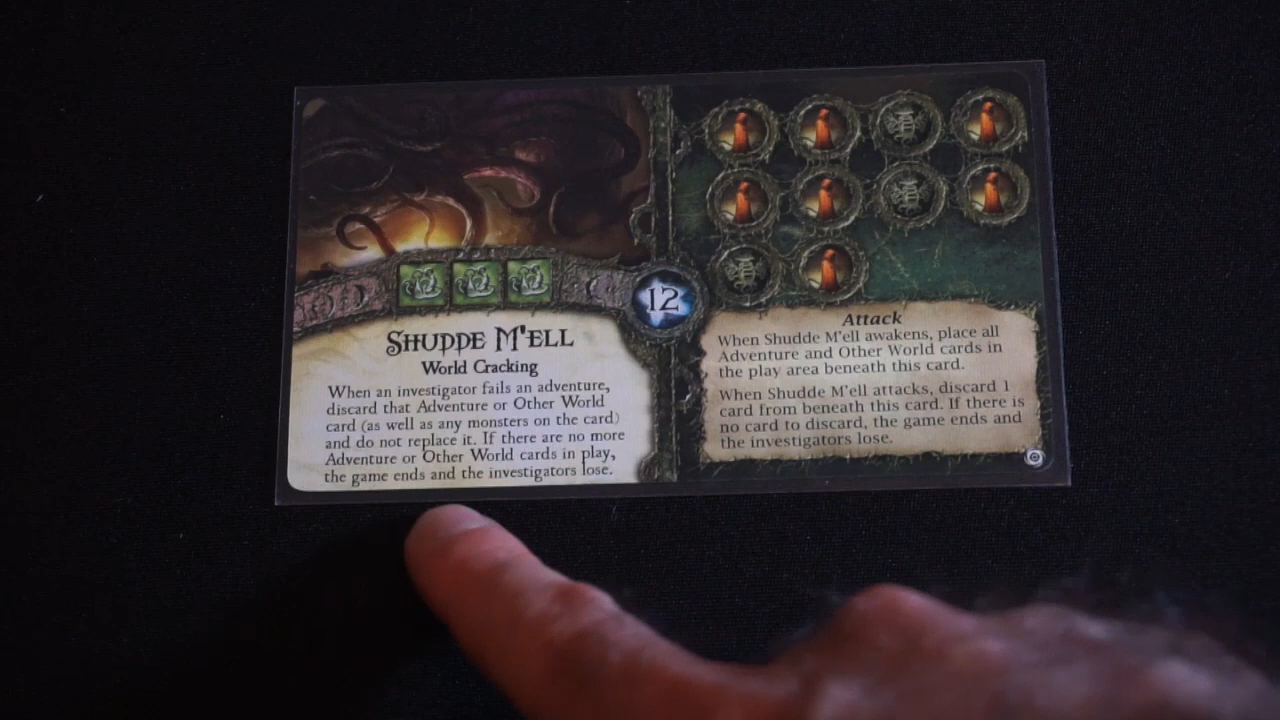 12
SHUDDE M'ELL
World Cracking
When an investigator fails an adventure,
discard that Adventure or Other World
card (as well as any monsters on the card)
and do not replace it. If there are no more
Adventure or Other World cards in play,
the game ends and the investigators lose.
Attack
When Shudde M'ell awakens, place all
Adventure and Other World cards in
the play area beneath this card.
When Shudde M'ell attacks, discard 1
card from beneath this card. If there is
no card to discard, the game ends and
the investigators lose.